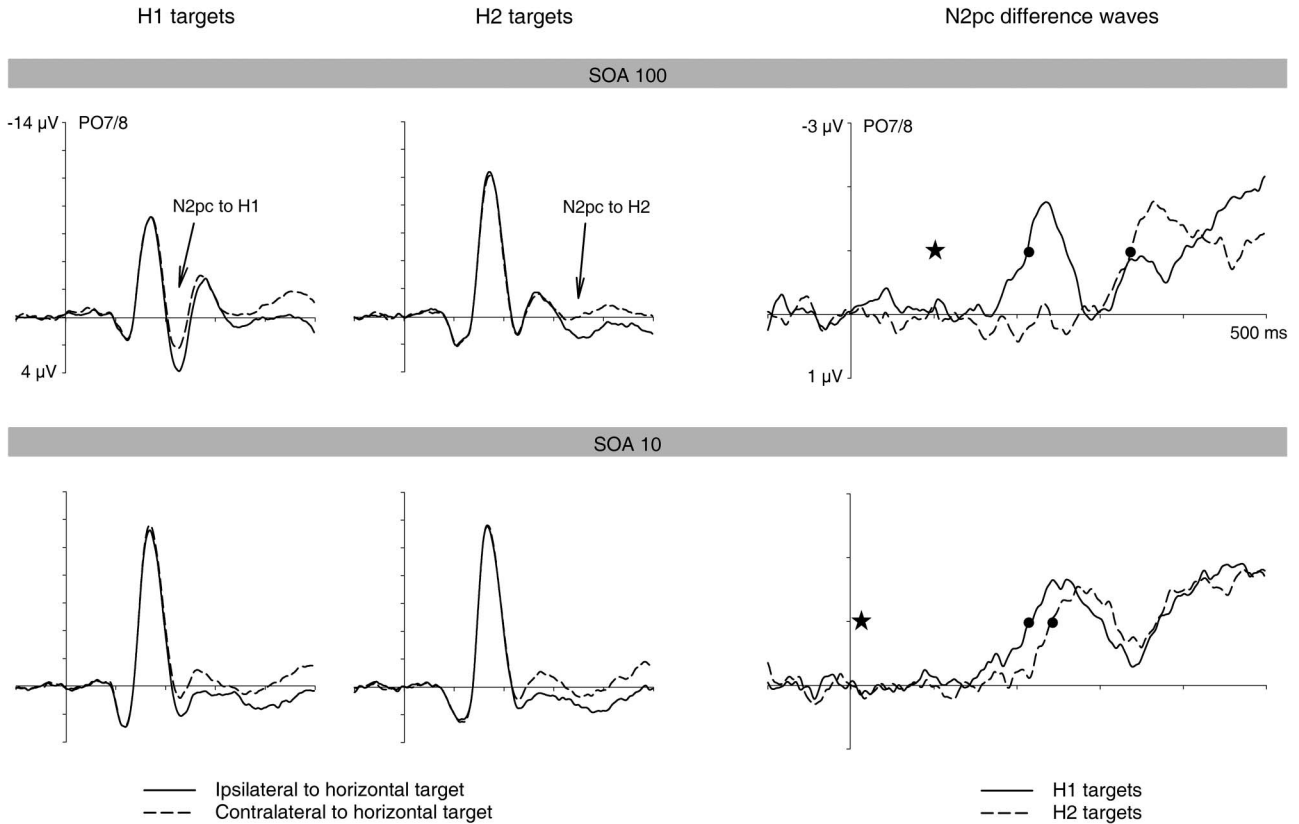 H1 targets
H2 targets
N2pc difference waves
SOA 100
-14 µV
PO7/8
-3 µV
PO7/8
N2pc to H1
N2pc to H2
500 ms
4 µV
1 µV
SOA 10
Ipsilateral to horizontal target
H1 targets
Contralateral to horizontal target
H2 targets